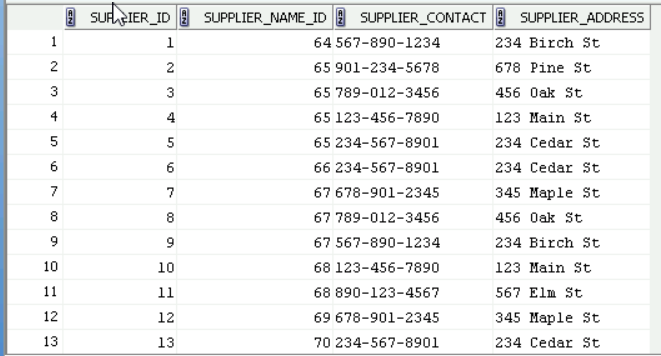 SUPPLIER_ID SUPPLIER_NAME_ID SUPPLIER_CONTACT SUPPLIER_ADDRESS
1 1 64 567-890-1234 234 Birch St
2 2 65 901-234-5678 678 Pine St
3 3 65 789-012-3456 456 Oak St
4 4 65 123-456-7890 123 Main St
5 5 65 234-567-8901 234 Cedar St
6 6 66 234-567-8901 234 Cedar St
7 7 67 678-901-2345 345 Maple St
8 8 67 789-012-3456 456 Oak St
9 9 67 567-890-1234 234 Birch St
10 10 68 123-456-7890 123 Main St
11 11 68 890-123-4567 567 Elm St
12 12 69 678-901-2345 345 Maple St
13 13 70 234-567-8901 234 Cedar St